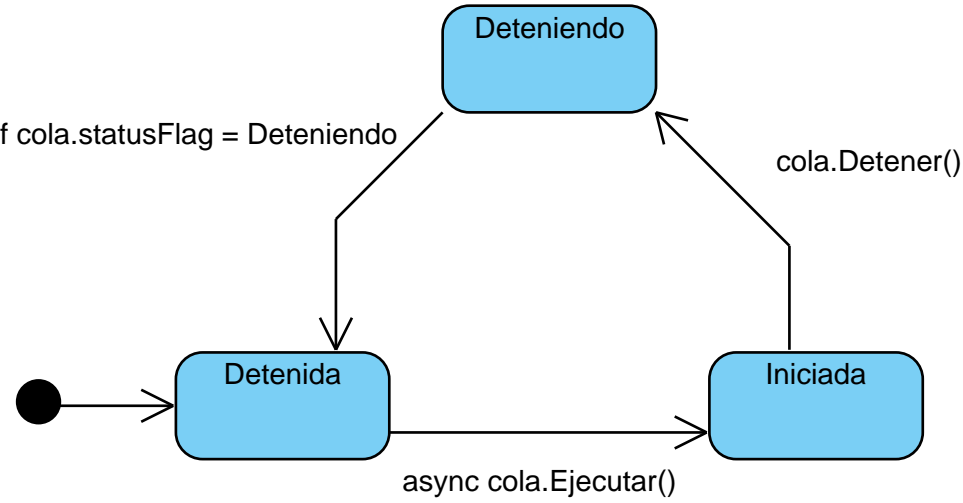 Deteniendo
f cola.statusFlag = Deteniendo
cola.Detener()
Detenida
Iniciada
async cola.Ejecutar()